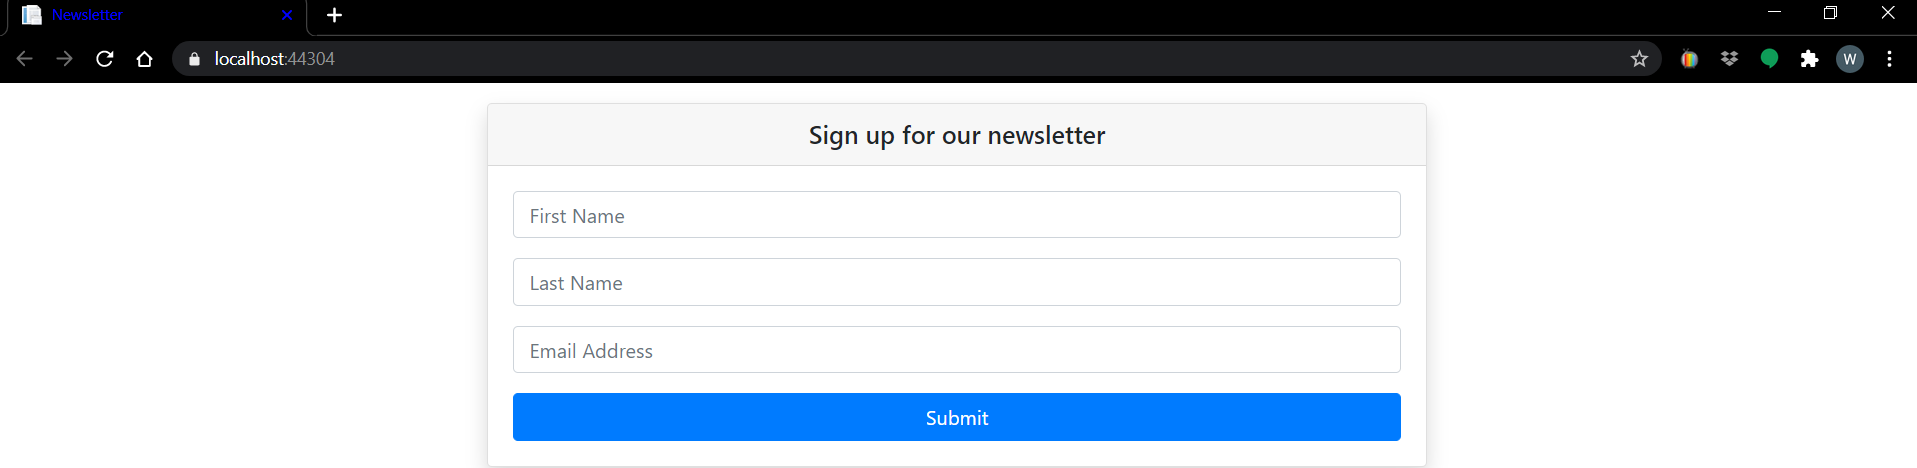 Newsletter
localhost:44304
W
Sign up for our newsletter
First Name
Last Name
Email Address
Submit